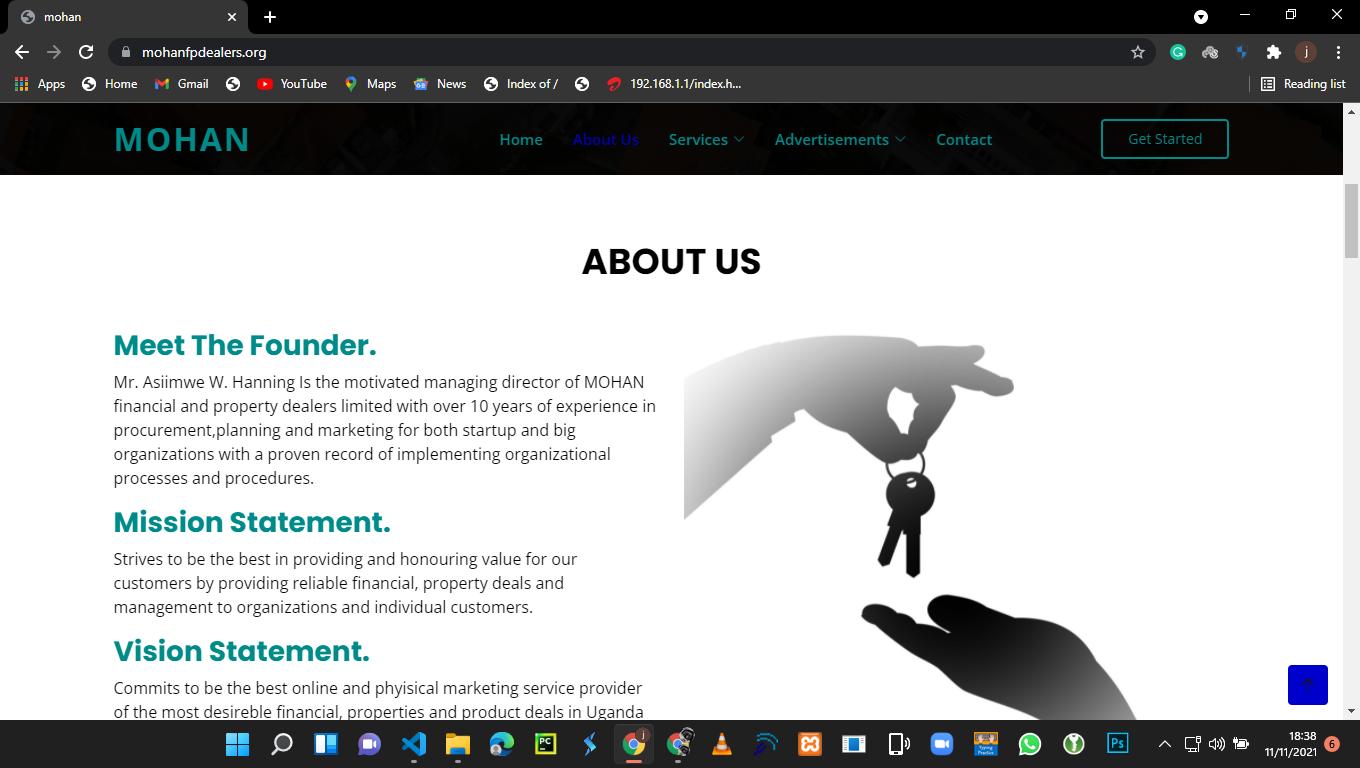 mohan
mohanfpdealers.org
j
Apps Home Gmail YouTube Maps News Index of / 192.168.1.1/index.h... Reading list
MOHAN Home About Us Services Advertisements Contact Get Started
ABOUT US
Meet The Founder.
Mr. Asiimwe W. Hanning Is the motivated managing director of MOHAN
financial and property dealers limited with over 10 years of experience in
procurement,planning and marketing for both startup and big
organizations with a proven record of implementing organizational
processes and procedures.
Mission Statement.
Strives to be the best in providing and honouring value for our
customers by providing reliable financial, property deals and
management to organizations and individual customers.
Vision Statement.
Commits to be the best online and phyisical marketing service provider
of the most desireble financial, properties and product deals in Uganda
PC
j
Ps
18:38
11/11/2021
6